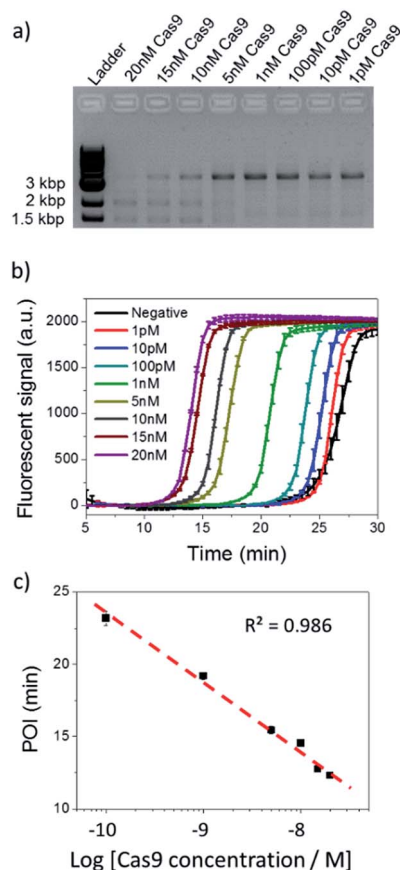 a)
Ladder
20nM Cas9
15nM Cas9
10nM Cas9
5nM Cas9
1nM Cas9
100pM Cas9
10pM Cas9
1pM Cas9
3 kbp
2 kbp
1.5 kbp
b)
Fluorescent signal (a.u.)
2000
1500
1000
500
0
Negative
1pM
10pM
100pM
1nM
5nM
10nM
15nM
20nM
5 10 15 20 25 30
Time (min)
c)
POI (min)
25
20
15
10
R² = 0.986
-10 -9 -8
Log [Cas9 concentration / M]